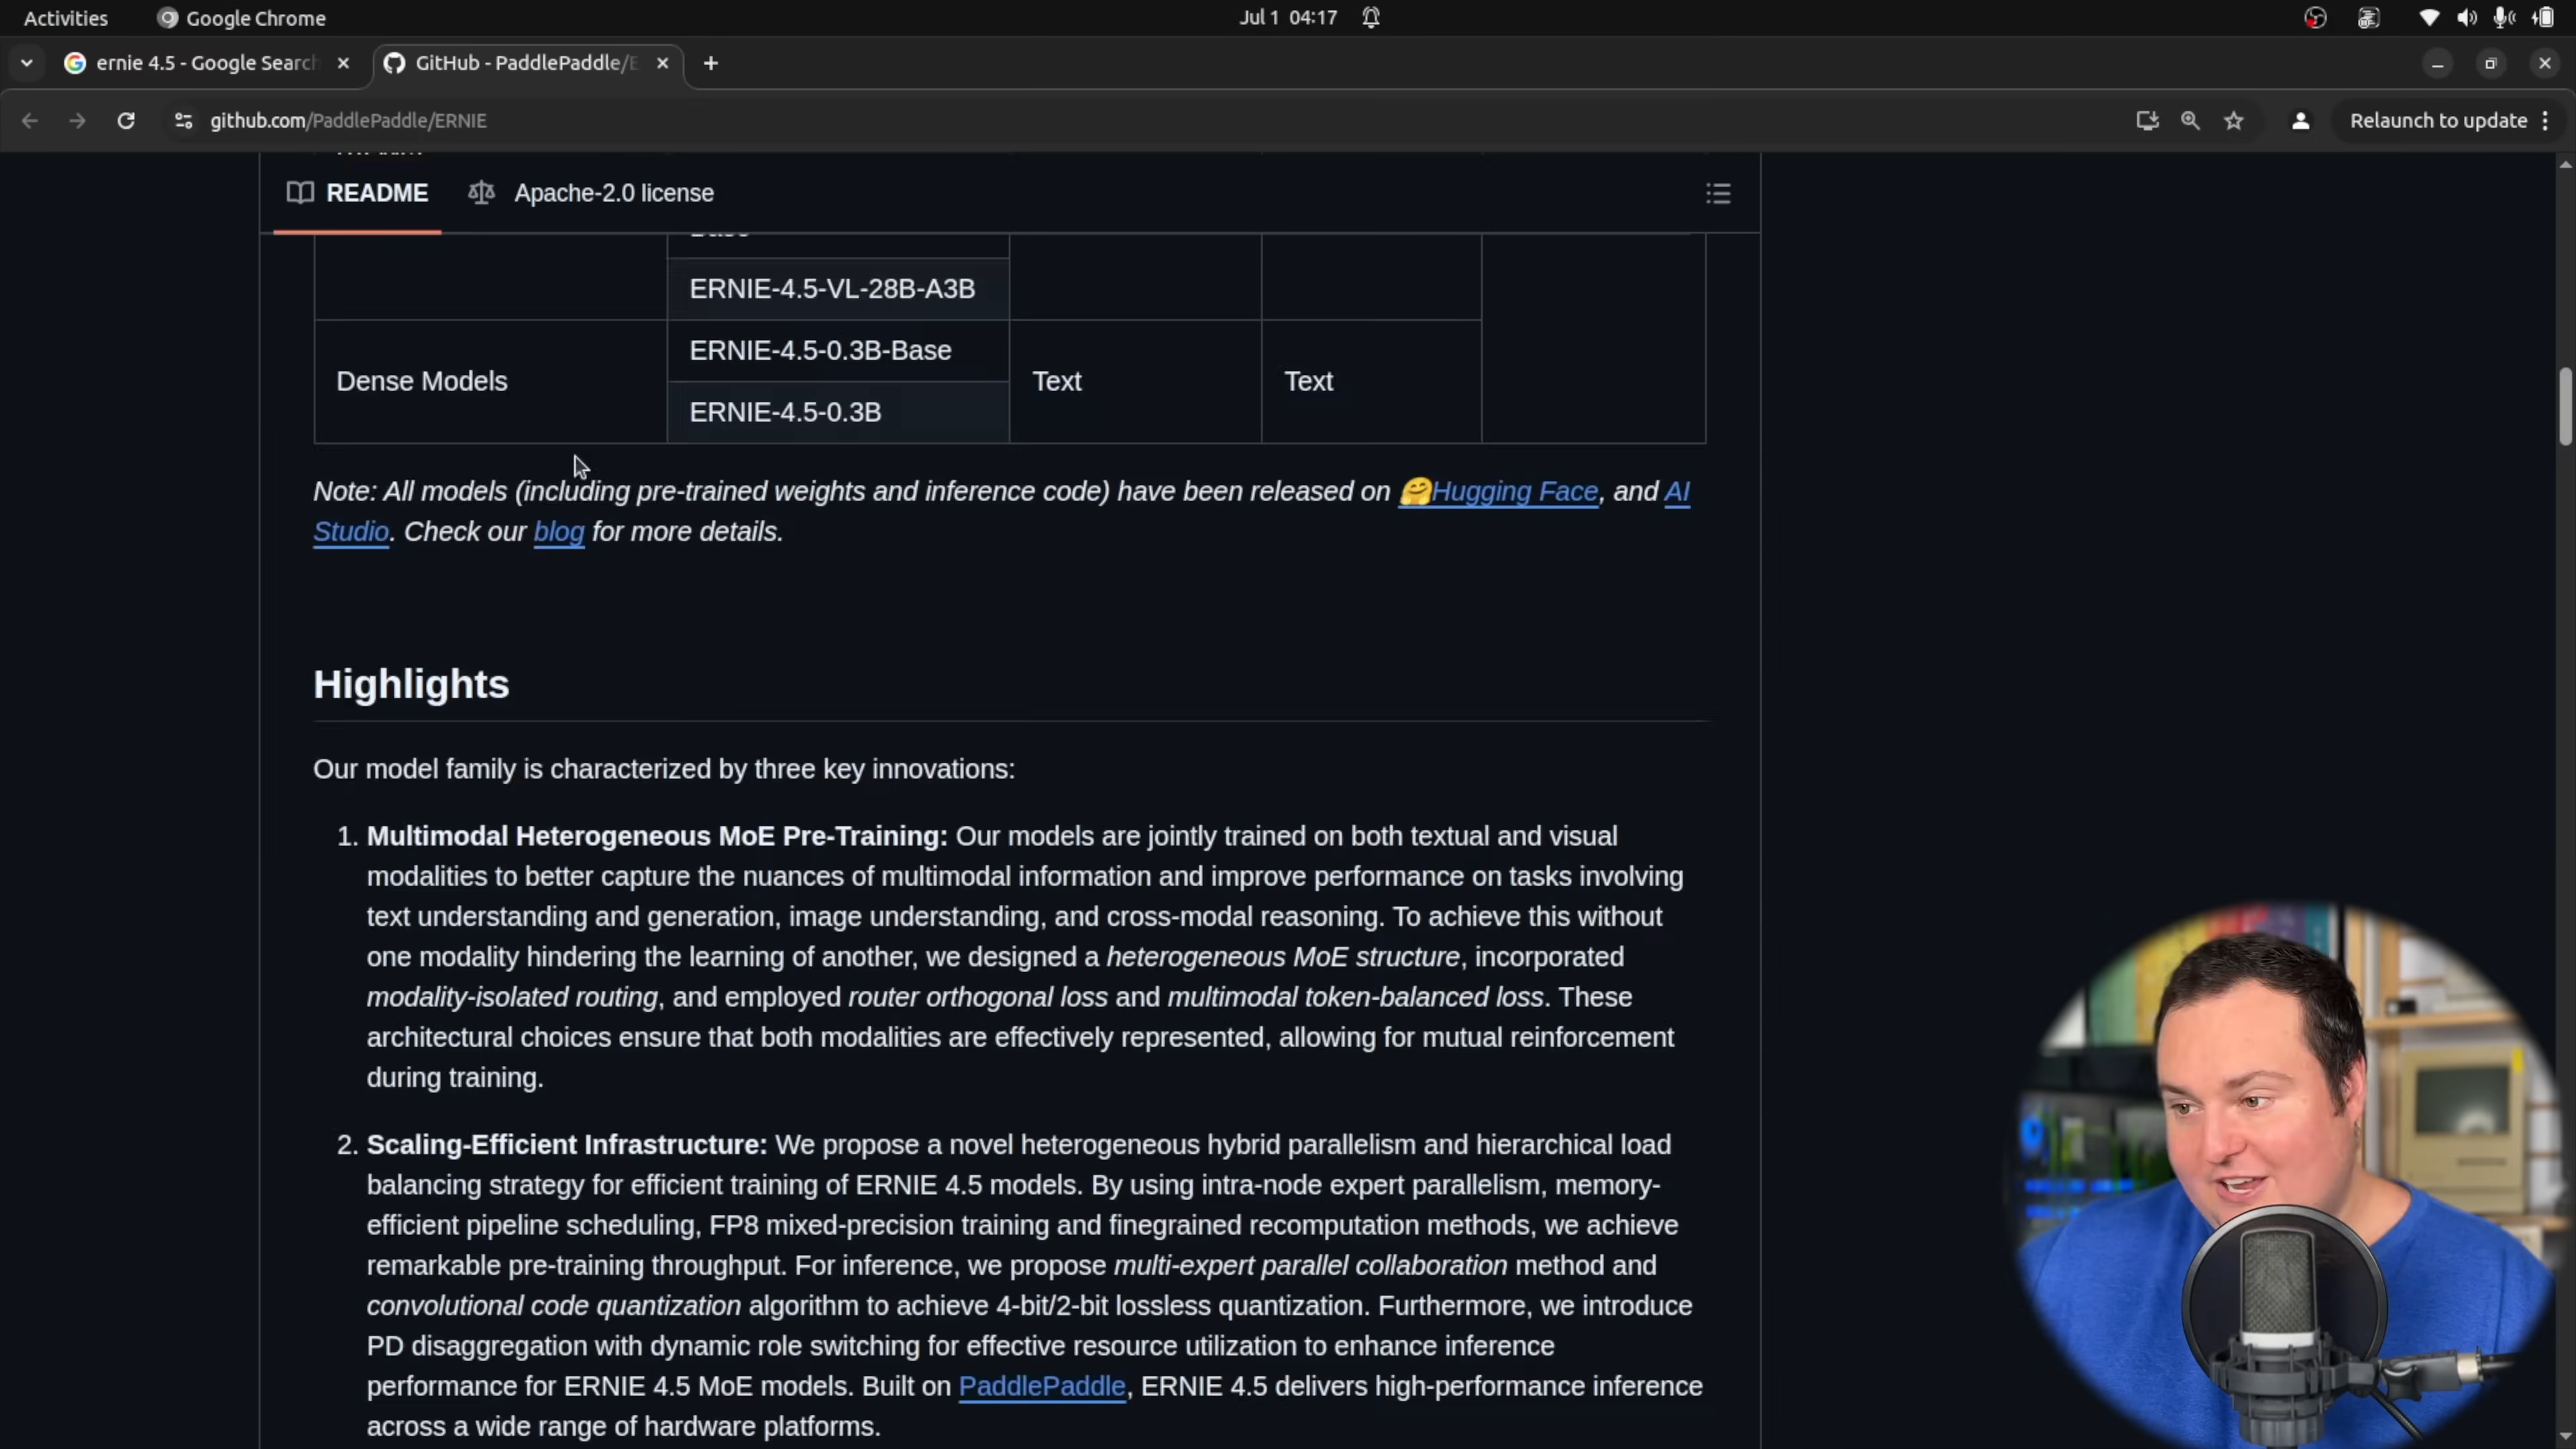 Activities Google Chrome Jul 1 04:17
ernie 4.5 - Google Search GitHub - PaddlePaddle/E
github.com/PaddlePaddle/ERNIE Relaunch to update
README Apache-2.0 license
Base
ERNIE-4.5-VL-28B-A3B
ERNIE-4.5-0.3B-Base
Dense Models Text Text
ERNIE-4.5-0.3B
Note: All models (including pre-trained weights and inference code) have been released on 🤗Hugging Face, and AI
Studio. Check our blog for more details.
Highlights
Our model family is characterized by three key innovations:
1. Multimodal Heterogeneous MoE Pre-Training: Our models are jointly trained on both textual and visual
modalities to better capture the nuances of multimodal information and improve performance on tasks involving
text understanding and generation, image understanding, and cross-modal reasoning. To achieve this without
one modality hindering the learning of another, we designed a heterogeneous MoE structure, incorporated
modality-isolated routing, and employed router orthogonal loss and multimodal token-balanced loss. These
architectural choices ensure that both modalities are effectively represented, allowing for mutual reinforcement
during training.
2. Scaling-Efficient Infrastructure: We propose a novel heterogeneous hybrid parallelism and hierarchical load
balancing strategy for efficient training of ERNIE 4.5 models. By using intra-node expert parallelism, memory-
efficient pipeline scheduling, FP8 mixed-precision training and finegrained recomputation methods, we achieve
remarkable pre-training throughput. For inference, we propose multi-expert parallel collaboration method and
convolutional code quantization algorithm to achieve 4-bit/2-bit lossless quantization. Furthermore, we introduce
PD disaggregation with dynamic role switching for effective resource utilization to enhance inference
performance for ERNIE 4.5 MoE models. Built on PaddlePaddle, ERNIE 4.5 delivers high-performance inference
across a wide range of hardware platforms.